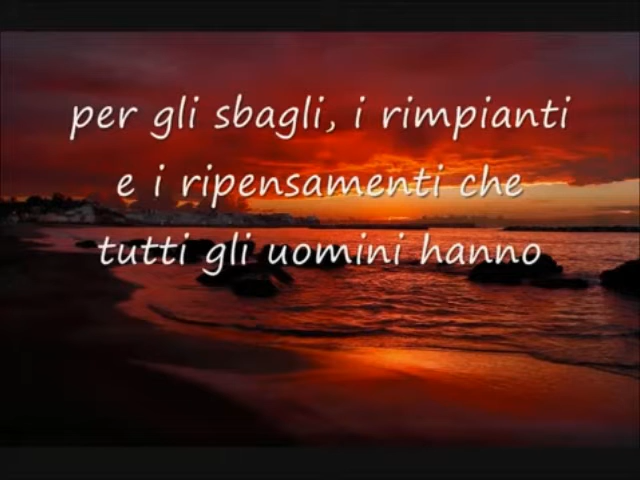 per gli sbagli, i rimpianti
e i ripensamenti che
tutti gli uomini hanno